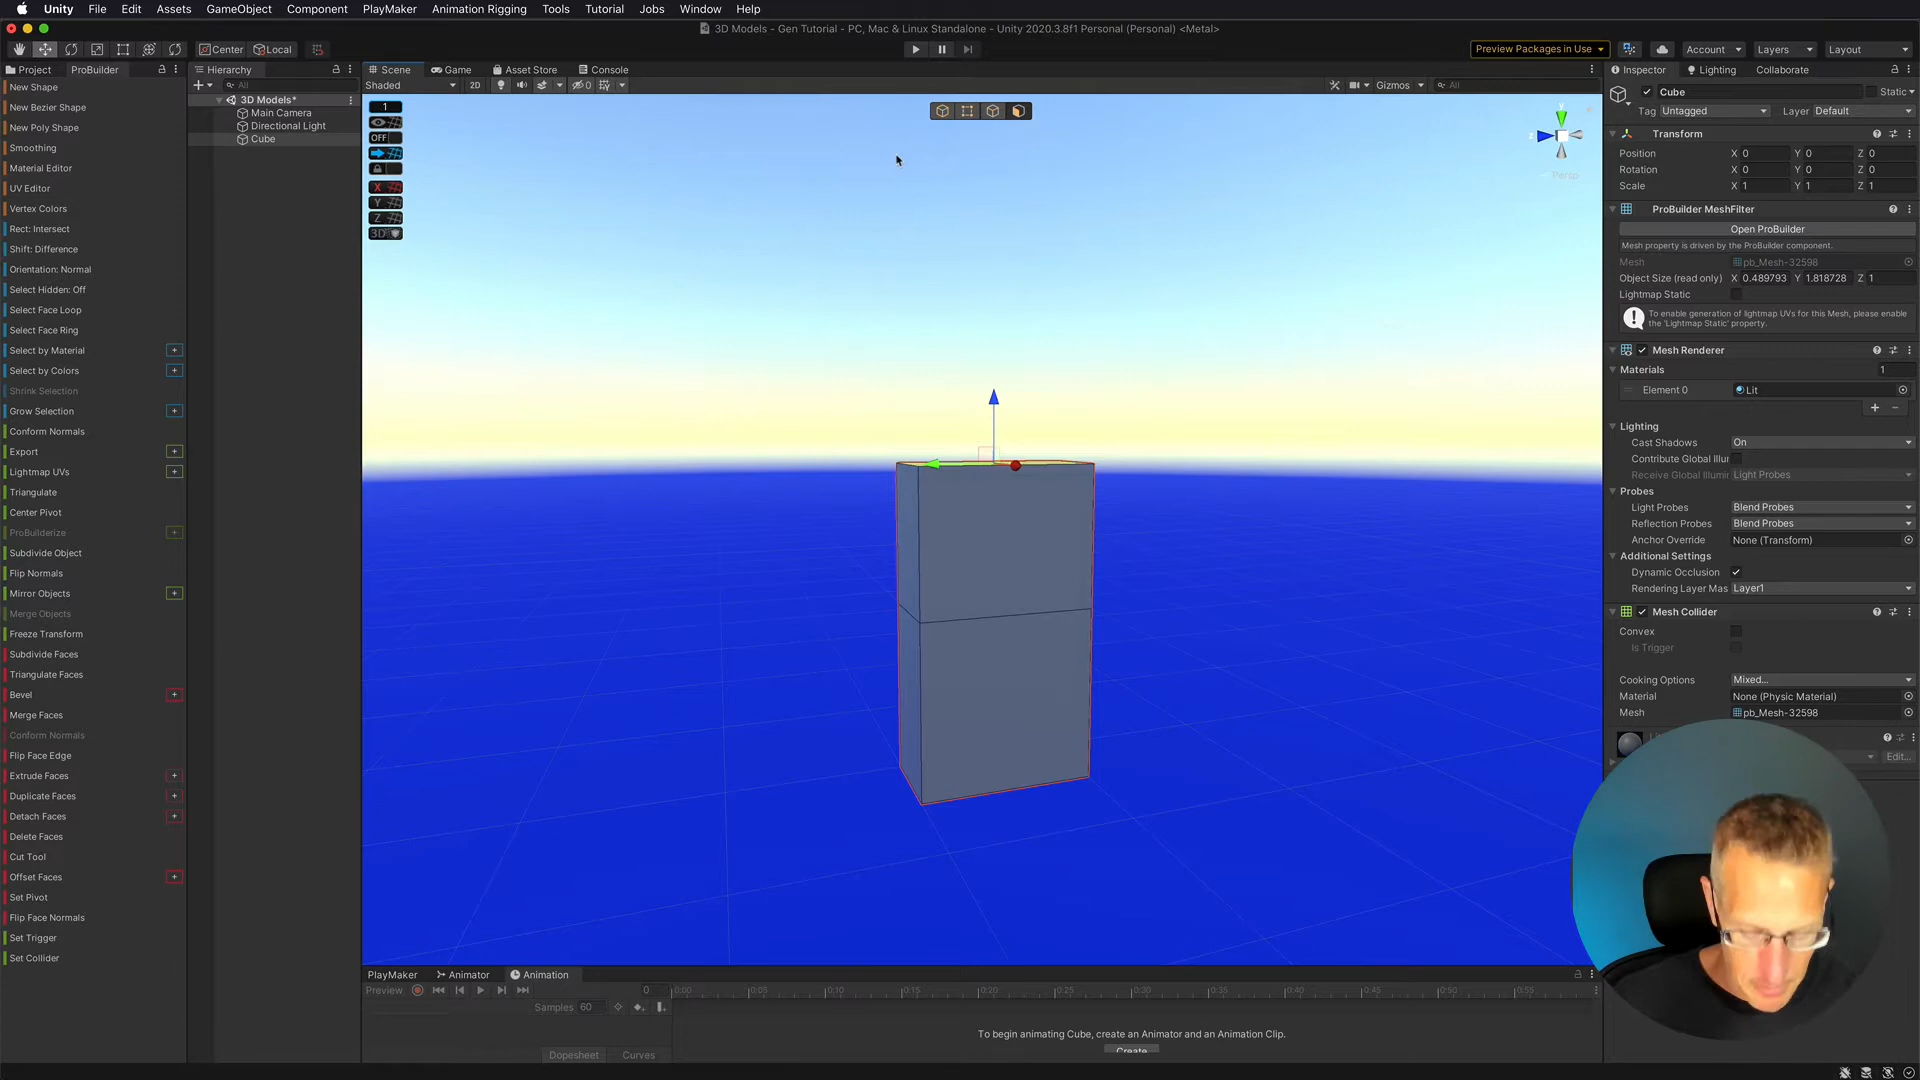 Unity File Edit Assets GameObject Component PlayMaker Animation Rigging Tools Tutorial Jobs Window Help
3D Models - Gen Tutorial - PC, Mac & Linux Standalone - Unity 2020.3.8f1 Personal (Personal) <Metal>
Center Local Preview Packages in Use Account Layers Layout
Project ProBuilder Hierarchy Scene Game Asset Store Console Inspector Lighting Collaborate
New Shape
New Bezier Shape
New Poly Shape
Smoothing
Material Editor
UV Editor
Vertex Colors
Rect: Intersect
Shift: Difference
Orientation: Normal
Select Hidden: Off
Select Face Loop
Select Face Ring
Select by Material +
Select by Colors +
Shrink Selection
Grow Selection +
Conform Normals
Export +
Lightmap UVs +
Triangulate
Center Pivot
ProBuilderize +
Subdivide Object
Flip Normals
Mirror Objects +
Merge Objects
Freeze Transform
Subdivide Faces
Triangulate Faces
Bevel +
Merge Faces
Conform Normals
Flip Face Edge
Extrude Faces +
Duplicate Faces +
Detach Faces +
Delete Faces
Cut Tool
Offset Faces +
Set Pivot
Flip Face Normals
Set Trigger
Set Collider
All
3D Models*
Main Camera
Directional Light
Cube
Shaded 2D 0 Gizmos All
1
OFF
X
Y
Z
3D
y
z
Persp
PlayMaker Animator Animation
Preview 0 0:00 0:05 0:10 0:15 0:20 0:25 0:30 0:35 0:40 0:45 0:50 0:55
Samples 60
To begin animating Cube, create an Animator and an Animation Clip.
Create
Dopesheet Curves
Cube Static
Tag Untagged Layer Default
Transform
Position X 0 Y 0 Z 0
Rotation X 0 Y 0 Z 0
Scale X 1 Y 1 Z 1
ProBuilder MeshFilter
Open ProBuilder
Mesh property is driven by the ProBuilder component.
Mesh pb_Mesh-32598
Object Size (read only) X 0.489793 Y 1.818728 Z 1
Lightmap Static
To enable generation of lightmap UVs for this Mesh, please enable
the 'Lightmap Static' property.
Mesh Renderer
Materials 1
Element 0 Lit
+ -
Lighting
Cast Shadows On
Contribute Global Illur
Receive Global Illumir Light Probes
Probes
Light Probes Blend Probes
Reflection Probes Blend Probes
Anchor Override None (Transform)
Additional Settings
Dynamic Occlusion
Rendering Layer Mas Layer1
Mesh Collider
Convex
Is Trigger
Cooking Options Mixed...
Material None (Physic Material)
Mesh pb_Mesh-32598
Edit...